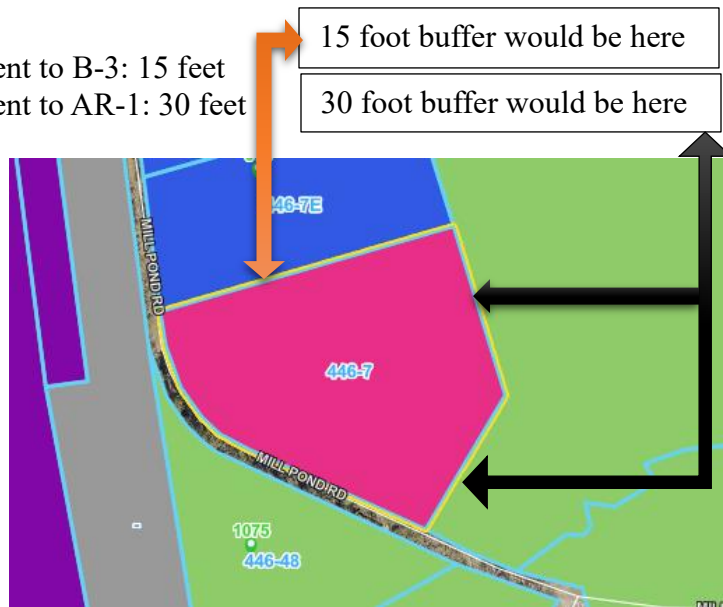 15 foot buffer would be here
ent to B-3: 15 feet
ent to AR-1: 30 feet
30 foot buffer would be here
46-7E
MILL POND RD
446-7
MILL POND RD
1075
446-48